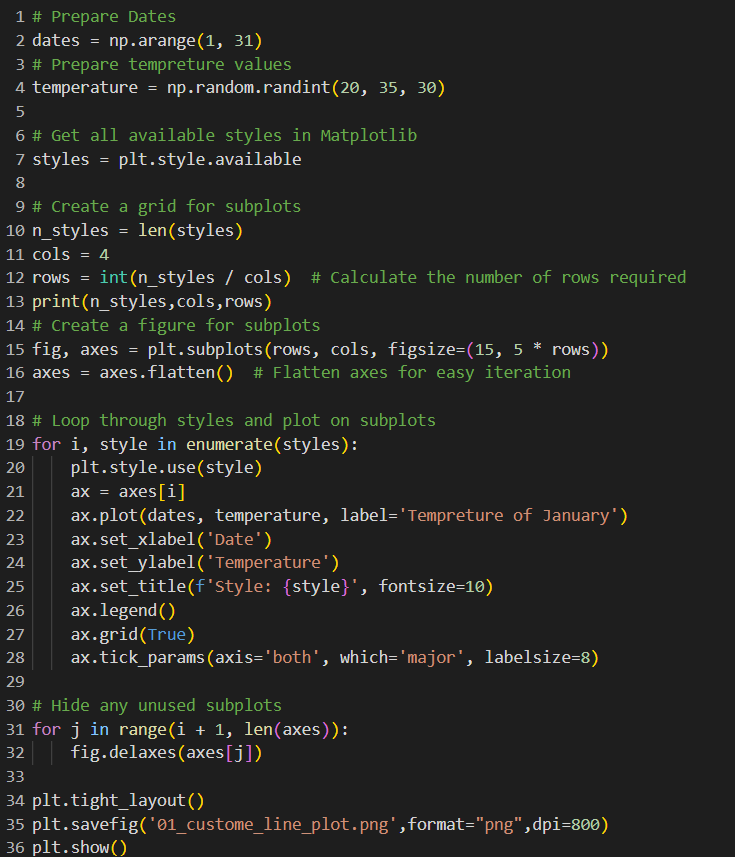 1 # Prepare Dates
2 dates = np.arange(1, 31)
3 # Prepare tempreture values
4 temperature = np.random.randint(20, 35, 30)
5
6 # Get all available styles in Matplotlib
7 styles = plt.style.available
8
9 # Create a grid for subplots
10 n_styles = len(styles)
11 cols = 4
12 rows = int(n_styles / cols)  # Calculate the number of rows required
13 print(n_styles,cols,rows)
14 # Create a figure for subplots
15 fig, axes = plt.subplots(rows, cols, figsize=(15, 5 * rows))
16 axes = axes.flatten()  # Flatten axes for easy iteration
17
18 # Loop through styles and plot on subplots
19 for i, style in enumerate(styles):
20     plt.style.use(style)
21     ax = axes[i]
22     ax.plot(dates, temperature, label='Tempreture of January')
23     ax.set_xlabel('Date')
24     ax.set_ylabel('Temperature')
25     ax.set_title(f'Style: {style}', fontsize=10)
26     ax.legend()
27     ax.grid(True)
28     ax.tick_params(axis='both', which='major', labelsize=8)
29
30 # Hide any unused subplots
31 for j in range(i + 1, len(axes)):
32     fig.delaxes(axes[j])
33
34 plt.tight_layout()
35 plt.savefig('01_custome_line_plot.png',format="png",dpi=800)
36 plt.show()